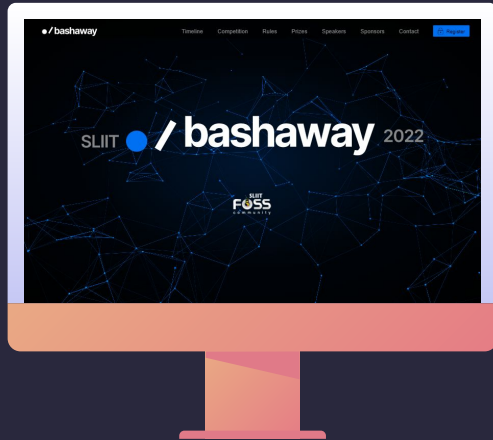 ●/bashaway Timeline Competition Rules Prizes Speakers Sponsors Contact Register
SLIIT ●/bashaway 2022
SLIIT
FOSS
community